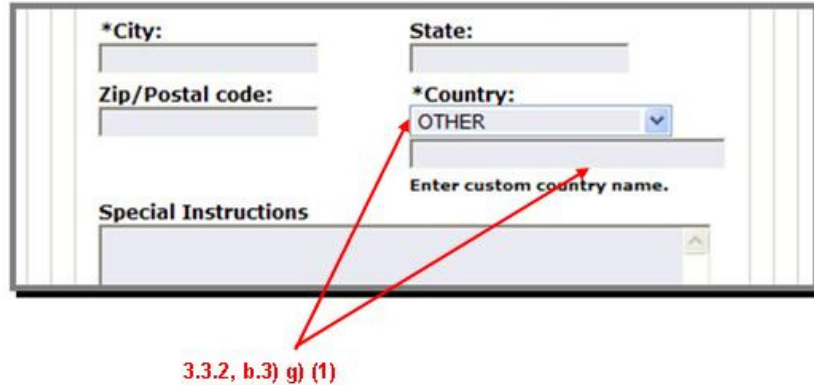 *City: State:
Zip/Postal code: *Country:
OTHER
Enter custom country name.
Special Instructions
3.3.2, b.3) g) (1)